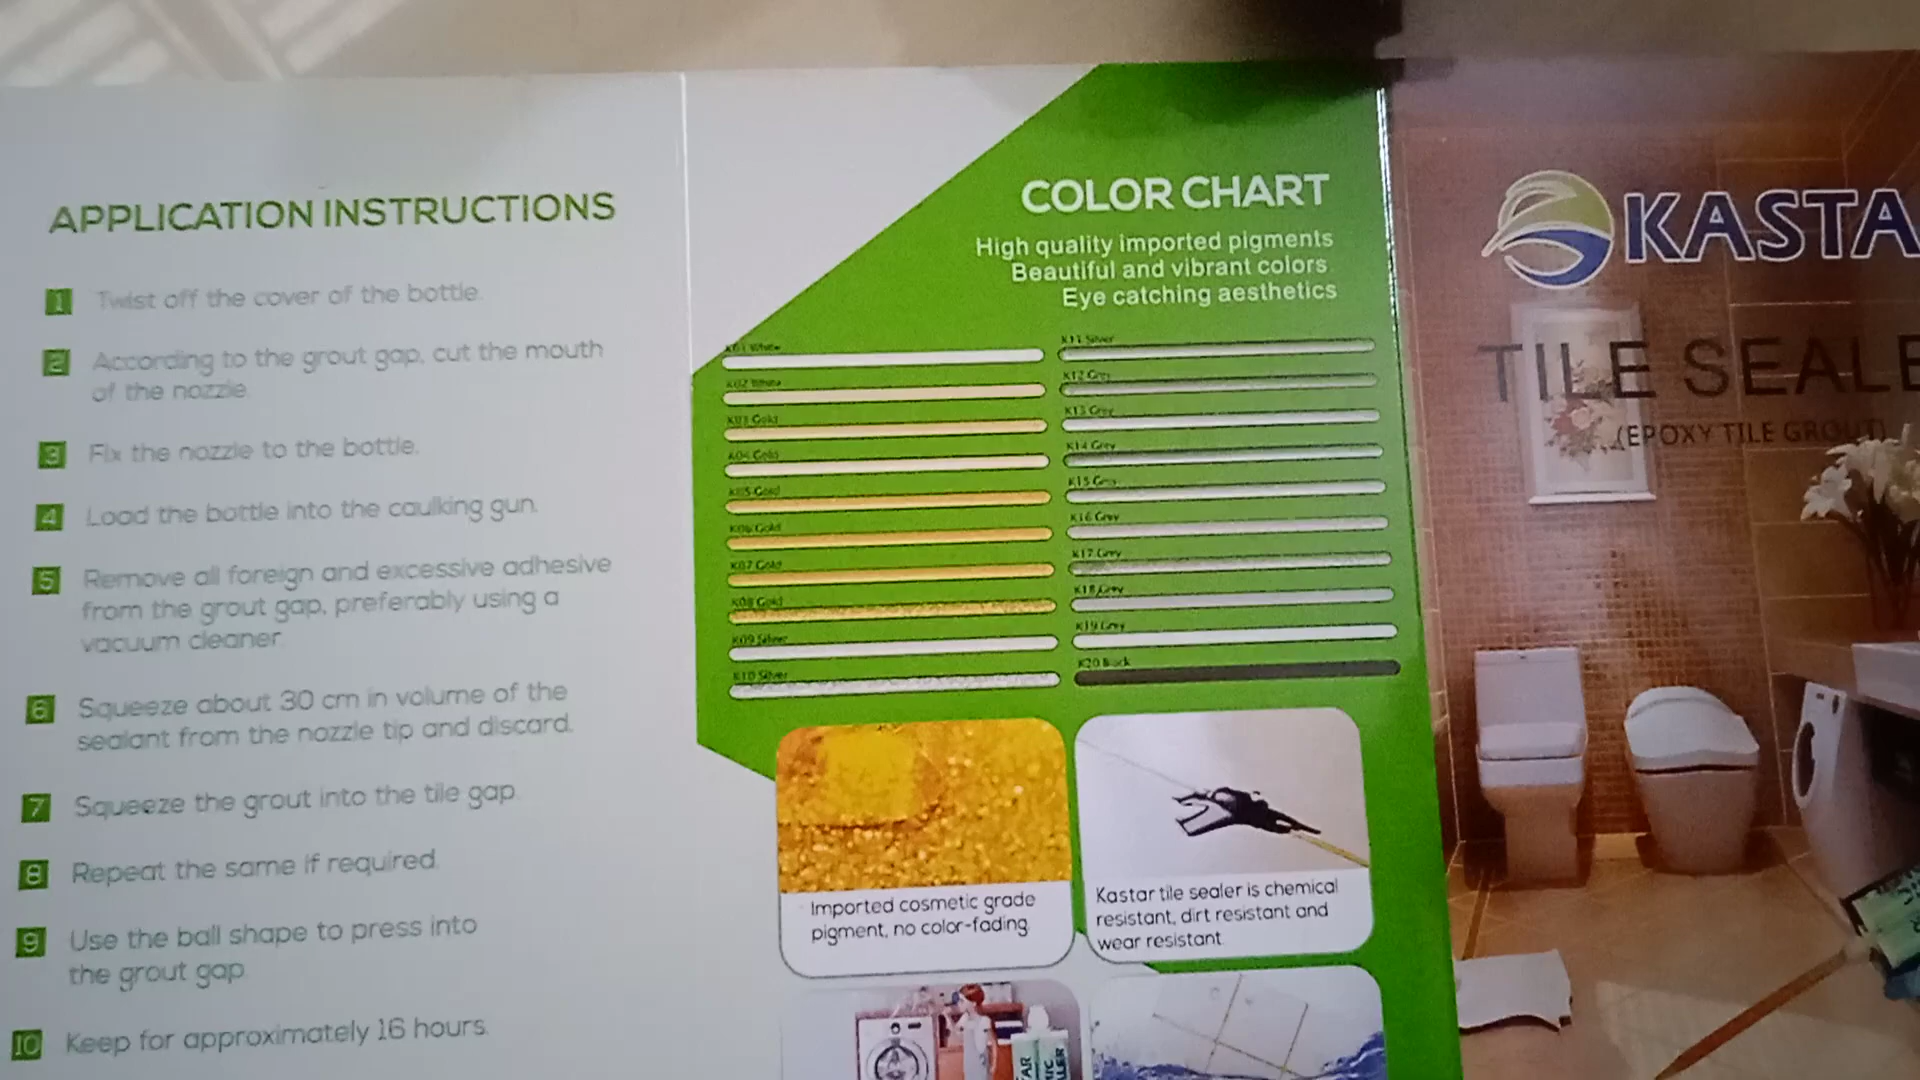 APPLICATION INSTRUCTIONS
1 Twist off the cover of the bottle.
2 According to the grout gap, cut the mouth
of the nozzle.
3 Fix the nozzle to the bottle.
4 Load the bottle into the caulking gun.
5 Remove all foreign and excessive adhesive
from the grout gap, preferably using a
vacuum cleaner.
6 Squeeze about 30 cm in volume of the
sealant from the nozzle tip and discard.
7 Squeeze the grout into the tile gap.
8 Repeat the same if required.
9 Use the ball shape to press into
the grout gap
10 Keep for approximately 16 hours.
COLOR CHART
High quality imported pigments
Beautiful and vibrant colors
Eye catching aesthetics
K01 White
K02 White
K03 Gold
K04 Gold
K05 Gold
K06 Gold
K07 Gold
K08 Gold
K09 Silver
K10 Silver
K11 Silver
K12 Grey
K13 Grey
K14 Grey
K15 Grey
K16 Grey
K17 Grey
K18 Grey
K19 Grey
K20 Black
Imported cosmetic grade
pigment, no color-fading.
Kastar tile sealer is chemical
resistant, dirt resistant and
wear resistant.
KASTA
TILE SEALE
(EPOXY TILE GROUT)